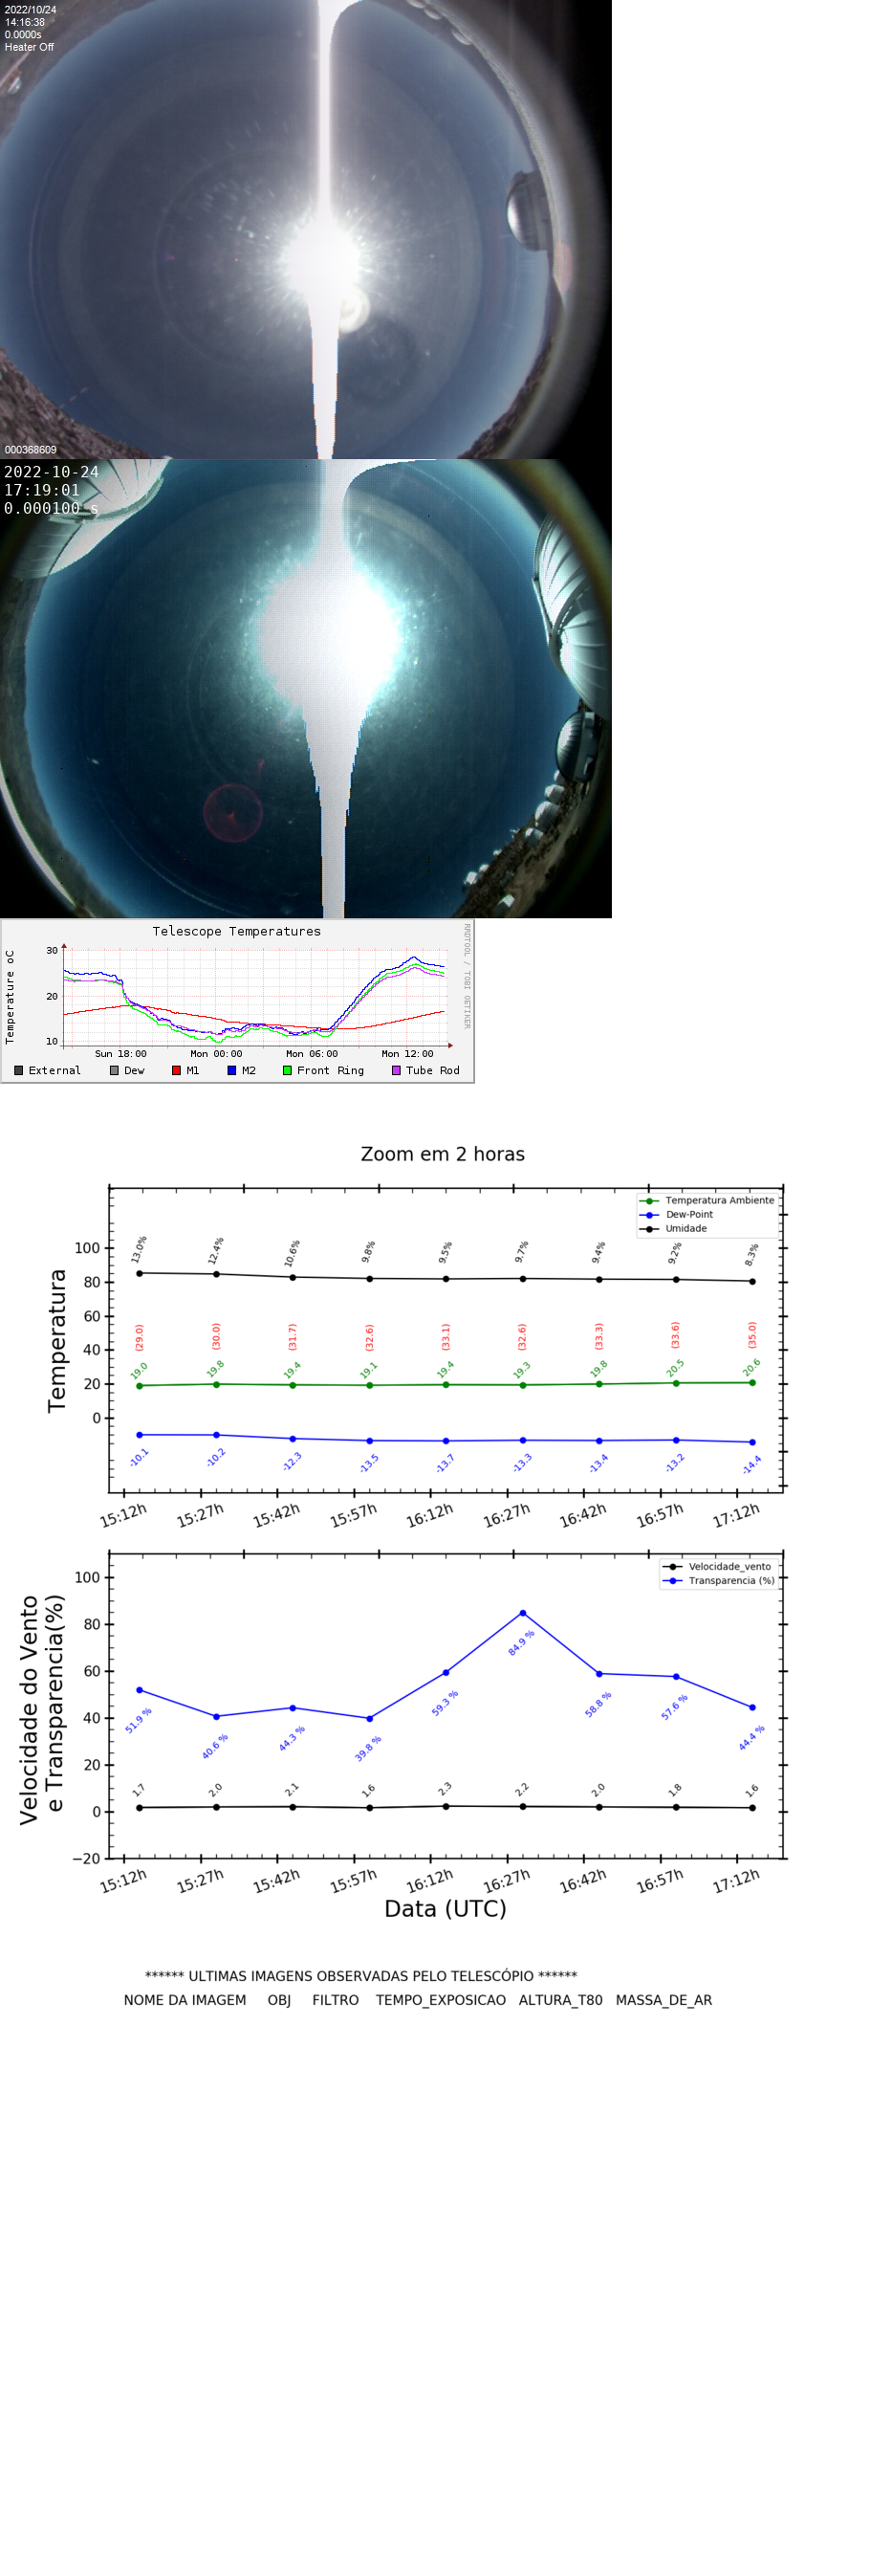 2022/10/24
14:16:38
0.0000s
Heater Off
000368609
2022-10-24
17:19:01
0.000100 s
Telescope Temperatures
RRDTOOL / TOBI OETIKER
Temperature oC
30
20
10
Sun 18:00 Mon 00:00 Mon 06:00 Mon 12:00
External Dew M1 M2 Front Ring Tube Rod
Zoom em 2 horas
Temperatura Ambiente
Dew-Point
Umidade
Temperatura
100
80
60
40
20
0
13.0% 12.4% 10.6% 9.8% 9.5% 9.7% 9.4% 9.2% 8.3%
(29.0) (30.0) (31.7) (32.6) (33.1) (32.6) (33.3) (33.6) (35.0)
19.0 19.8 19.4 19.1 19.4 19.3 19.8 20.5 20.6
-10.1 -10.2 -12.3 -13.5 -13.7 -13.3 -13.4 -13.2 -14.4
15:12h 15:27h 15:42h 15:57h 16:12h 16:27h 16:42h 16:57h 17:12h
Velocidade_vento
Transparencia (%)
Velocidade do Vento
e Transparencia(%)
100
80
60
40
20
0
−20
51.9 % 40.6 % 44.3 % 39.8 % 59.3 % 84.9 % 58.8 % 57.6 % 44.4 %
1.7 2.0 2.1 1.6 2.3 2.2 2.0 1.8 1.6
15:12h 15:27h 15:42h 15:57h 16:12h 16:27h 16:42h 16:57h 17:12h
Data (UTC)
****** ULTIMAS IMAGENS OBSERVADAS PELO TELESCÓPIO ******
NOME DA IMAGEM OBJ FILTRO TEMPO_EXPOSICAO ALTURA_T80 MASSA_DE_AR